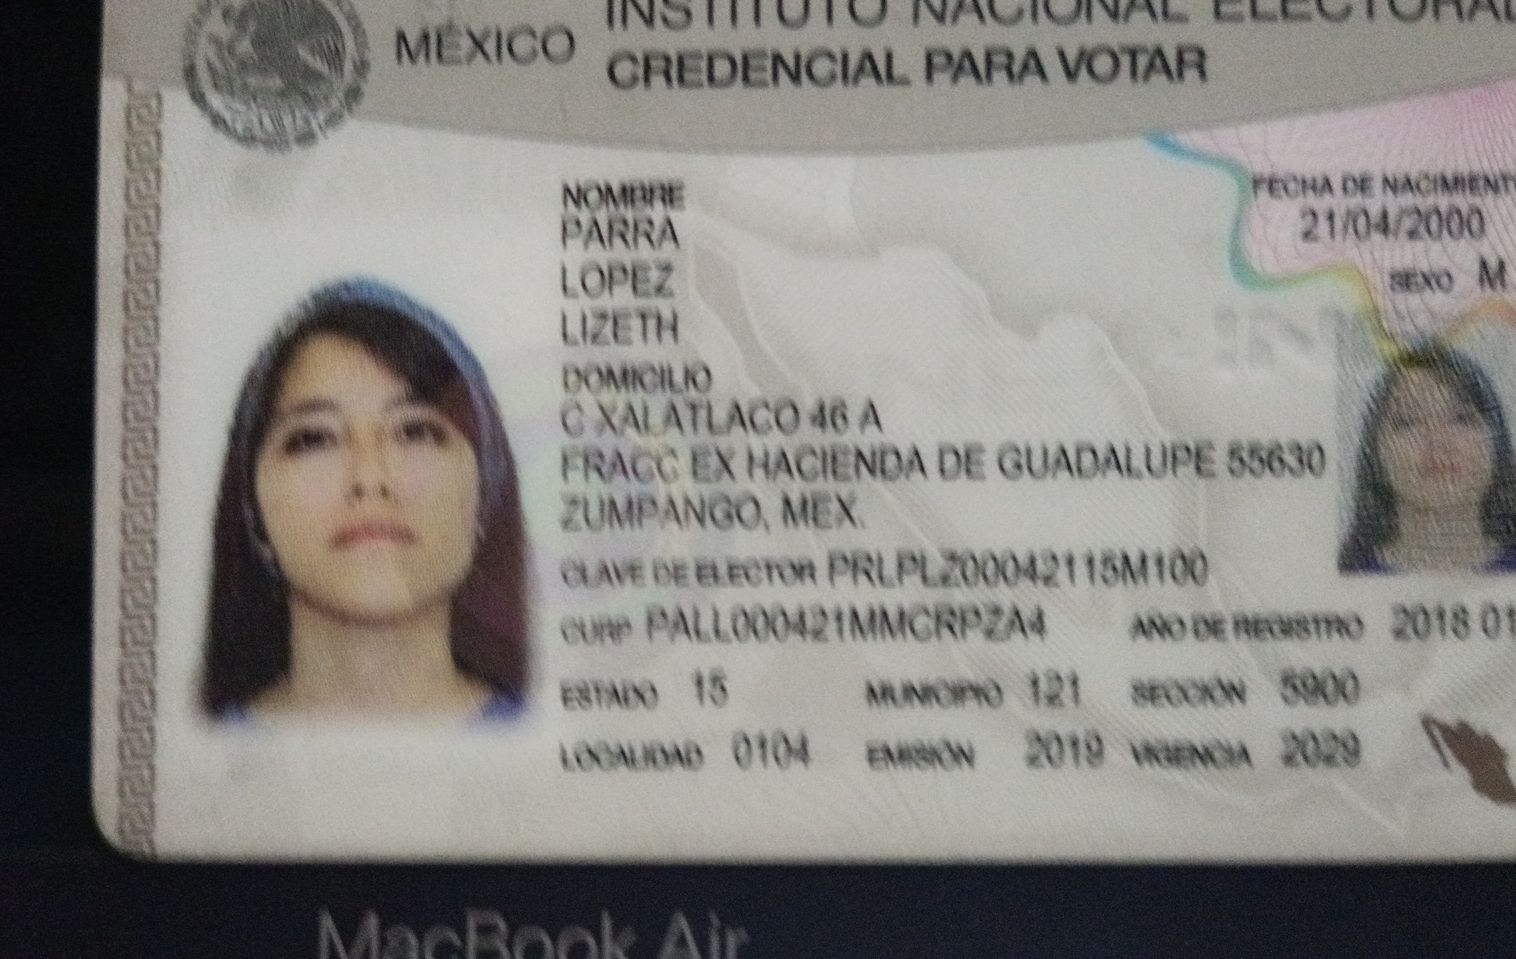 MÉXICO INSTITUTO NACIONAL ELECTORAL
CREDENCIAL PARA VOTAR
NOMBRE
PARRA
LOPEZ
LIZETH
FECHA DE NACIMIENTO
21/04/2000
SEXO M
DOMICILIO
C XALATLACO 46 A
FRACC EX HACIENDA DE GUADALUPE 55630
ZUMPANGO, MEX.
CLAVE DE ELECTOR PRLPLZ00042115M100
CURP PALL000421MMCRPZA4 AÑO DE REGISTRO 2018 01
ESTADO 15 MUNICIPIO 121 SECCIÓN 5900
LOCALIDAD 0104 EMISIÓN 2019 VIGENCIA 2029
MacBook Air